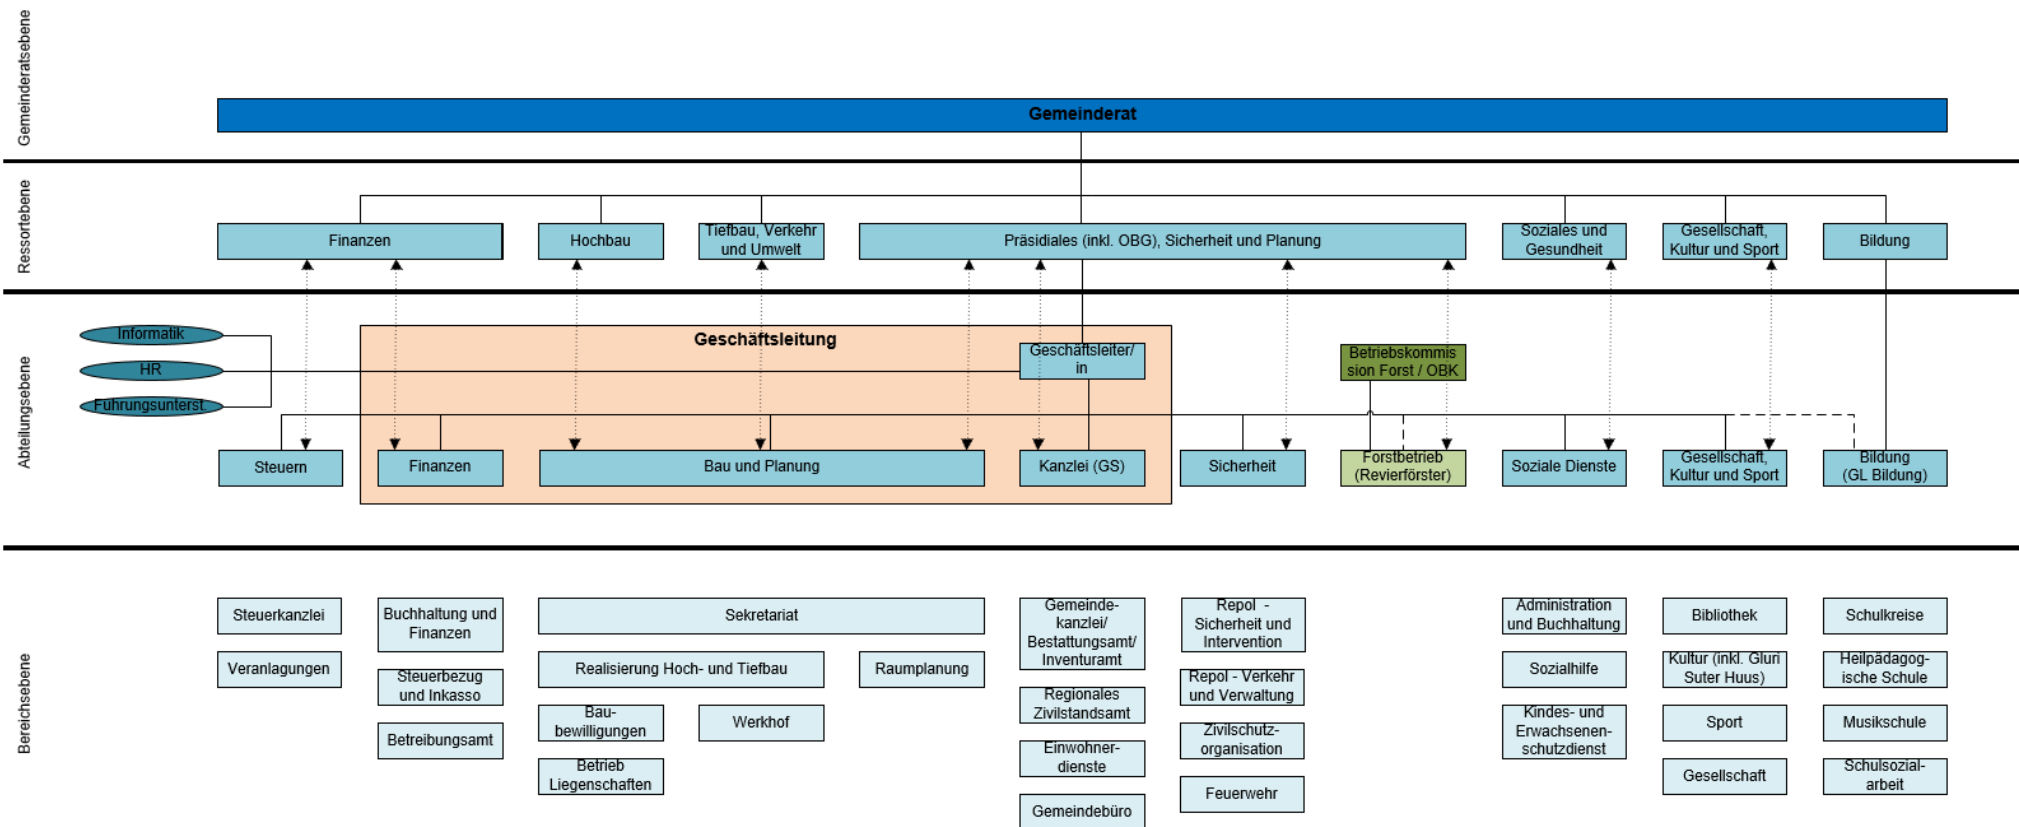 Gemeinderatsebene
Gemeinderat
Ressortebene
Finanzen
Hochbau
Tiefbau, Verkehr
und Umwelt
Präsidiales (inkl. OBG), Sicherheit und Planung
Soziales und
Gesundheit
Gesellschaft,
Kultur und Sport
Bildung
Abteilungsebene
Informatik
HR
Führungsunterst.
Geschäftsleitung
Geschäftsleiter/
in
Betriebskommis
sion Forst / OBK
Steuern
Finanzen
Bau und Planung
Kanzlei (GS)
Sicherheit
Forstbetrieb
(Revierförster)
Soziale Dienste
Gesellschaft,
Kultur und Sport
Bildung
(GL Bildung)
Bereichsebene
Steuerkanzlei
Veranlagungen
Buchhaltung und
Finanzen
Steuerbezug
und Inkasso
Betreibungsamt
Sekretariat
Realisierung Hoch- und Tiefbau
Raumplanung
Bau-
bewilligungen
Werkhof
Betrieb
Liegenschaften
Gemeinde-
kanzlei/
Bestattungsamt/
Inventuramt
Regionales
Zivilstandsamt
Einwohner-
dienste
Gemeindebüro
Repol -
Sicherheit und
Intervention
Repol - Verkehr
und Verwaltung
Zivilschutz-
organisation
Feuerwehr
Administration
und Buchhaltung
Sozialhilfe
Kindes- und
Erwachsenen-
schutzdienst
Bibliothek
Kultur (inkl. Gluri
Suter Huus)
Sport
Gesellschaft
Schulkreise
Heilpädagog-
ische Schule
Musikschule
Schulsozial-
arbeit